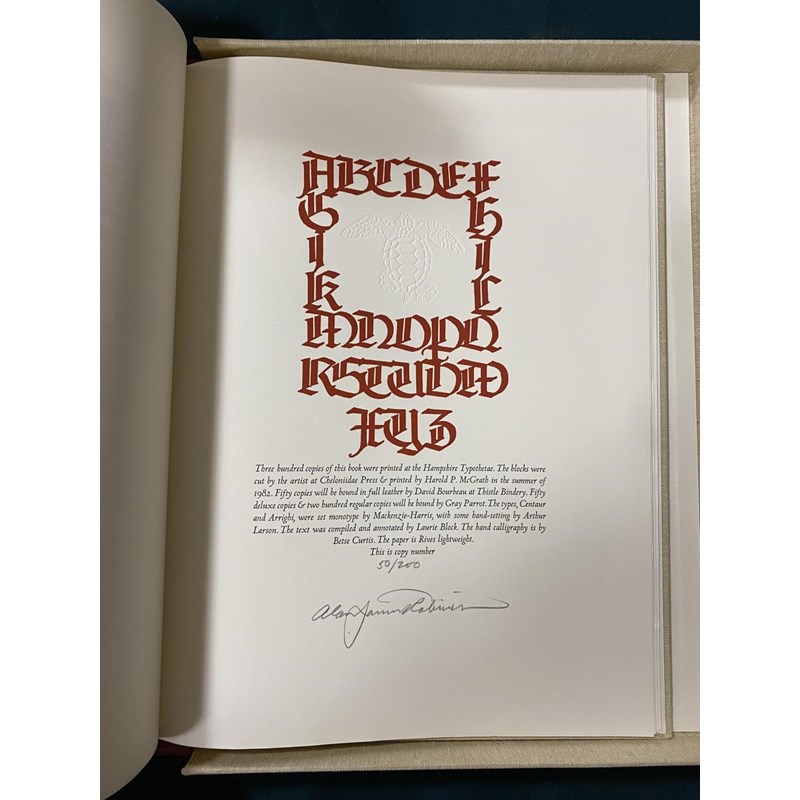 ABCDEF
G H
I J
K L
MNOPQ
RSTUVW
XYZ
Three hundred copies of this book were printed at the Hampshire Typothetae. The blocks were
cut by the artist at Cheloniidae Press & printed by Harold P. McGrath in the summer of
1982. Fifty copies will be bound in full leather by David Bourbeau at Thistle Bindery. Fifty
deluxe copies & two hundred regular copies will be bound by Gray Parrot. The types, Centaur
and Arrighi, were set monotype by Mackenzie-Harris, with some hand-setting by Arthur
Larson. The text was compiled and annotated by Laurie Block. The hand calligraphy is by
Betse Curtis. The paper is Rives lightweight.
This is copy number
50/200
Alan James Robinson